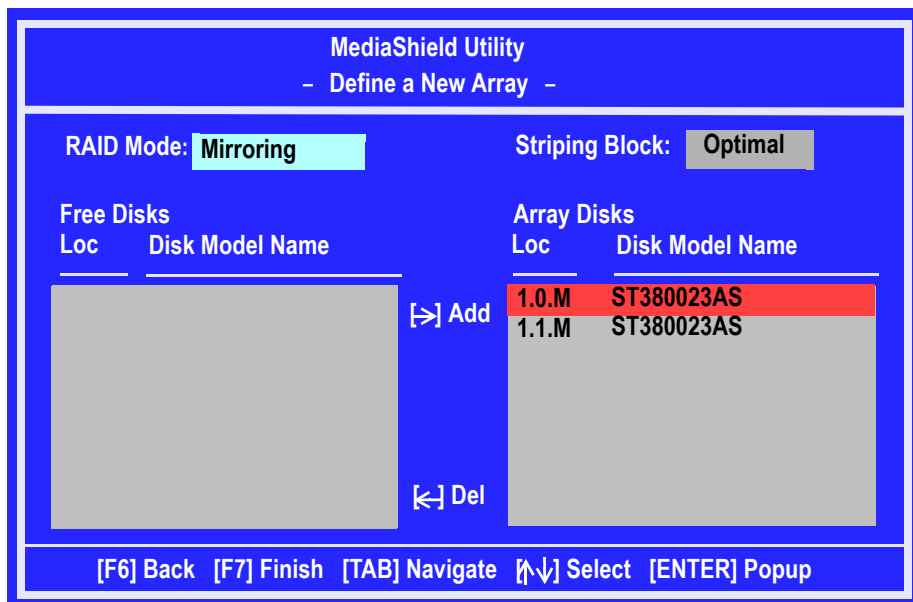 MediaShield Utility
– Define a New Array –
RAID Mode: Mirroring
Striping Block: Optimal
Free Disks
Loc Disk Model Name
Array Disks
Loc Disk Model Name
[→] Add
1.0.M ST380023AS
1.1.M ST380023AS
[←] Del
[F6] Back [F7] Finish [TAB] Navigate [↑↓] Select [ENTER] Popup